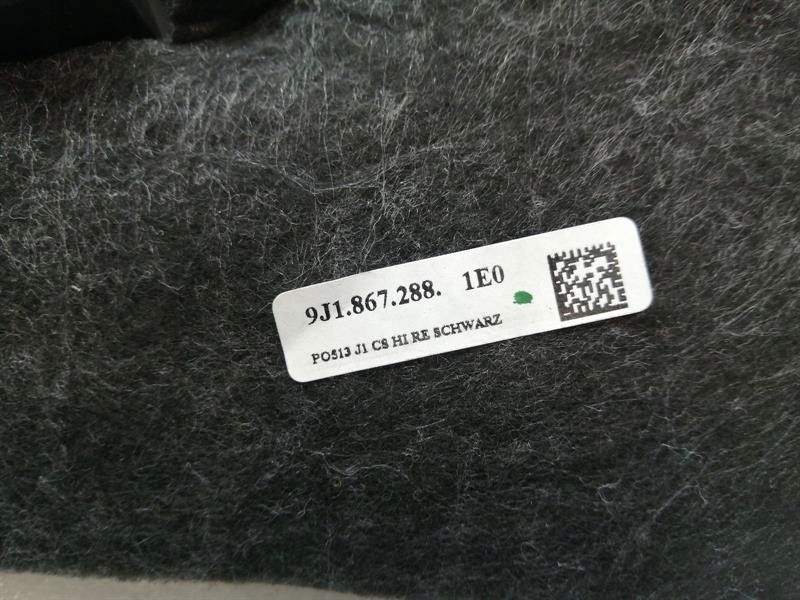 9J1.867.288. 1E0
PO513 J1 CS HI RE SCHWARZ